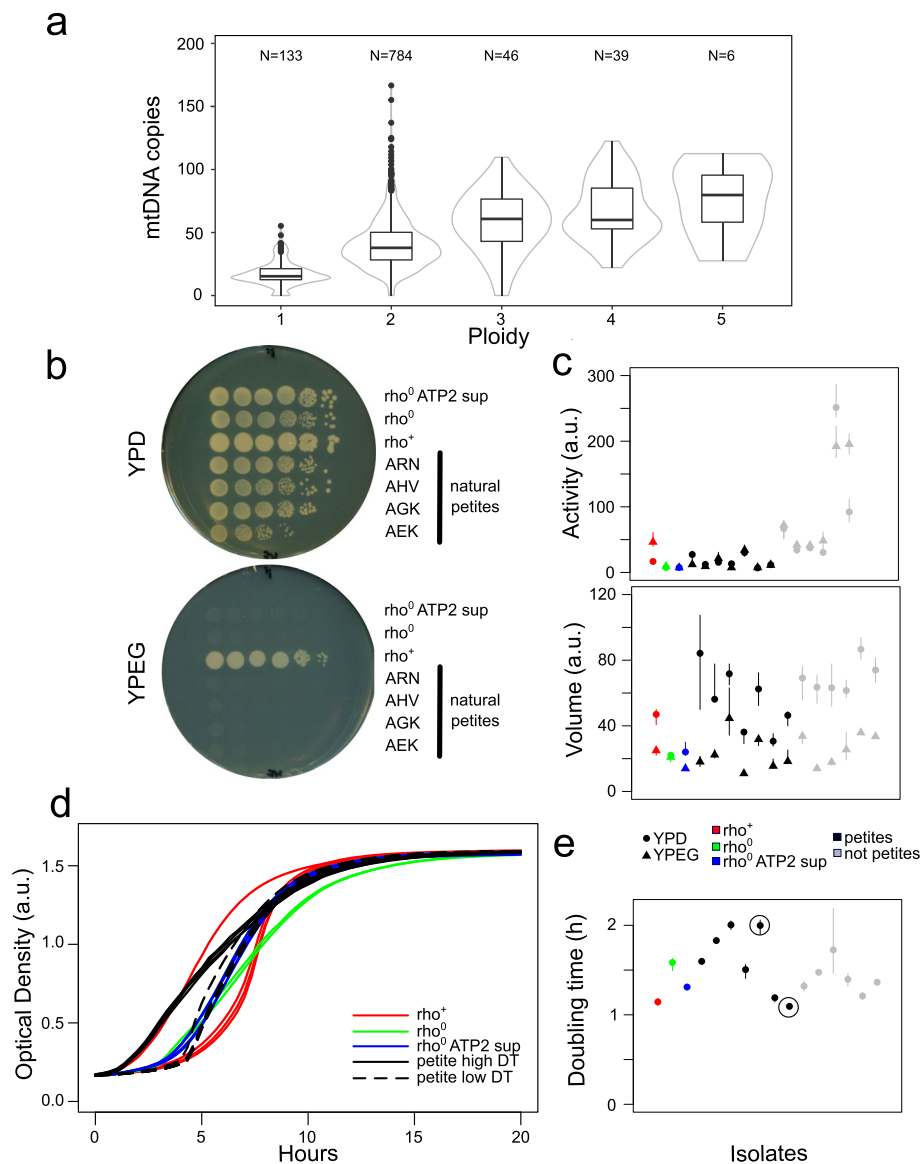 a
mtDNA copies
200
150
100
50
0
N=133 N=784 N=46 N=39 N=6
1 2 3 4 5
Ploidy
b
YPD
rho⁰ ATP2 sup
rho⁰
rho⁺
ARN
AHV
AGK
AEK
natural
petites
YPEG
rho⁰ ATP2 sup
rho⁰
rho⁺
ARN
AHV
AGK
AEK
natural
petites
c
Activity (a.u.)
300
200
100
0
Volume (a.u.)
120
80
40
0
YPD
YPEG
rho⁺
rho⁰
rho⁰ ATP2 sup
petites
not petites
d
Optical Density (a.u.)
1.5
1.0
0.5
0.0
rho⁺
rho⁰
rho⁰ ATP2 sup
petite high DT
petite low DT
0 5 10 15 20
Hours
e
Doubling time (h)
2
1
0
Isolates